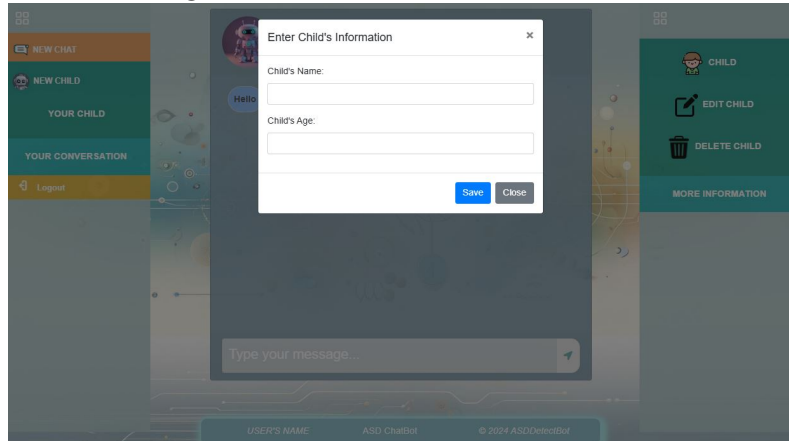 NEW CHAT
NEW CHILD
YOUR CHILD
YOUR CONVERSATION
Logout
Enter Child's Information
×
Child's Name:
Child's Age:
Save Close
Hello
Type your message...
CHILD
EDIT CHILD
DELETE CHILD
MORE INFORMATION
USER'S NAME ASD ChatBot © 2024 ASDDetectBot